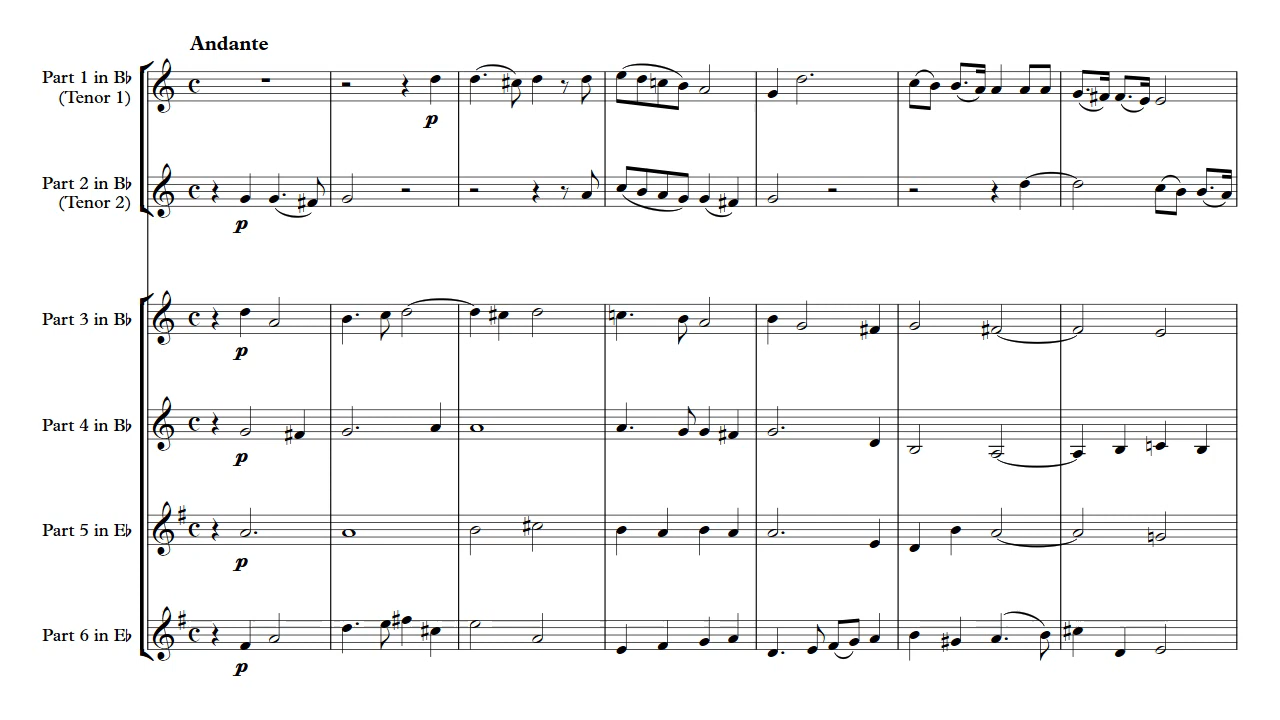 Andante
Part 1 in B♭
(Tenor 1)
p
Part 2 in B♭
(Tenor 2)
p
Part 3 in B♭
p
Part 4 in B♭
p
Part 5 in E♭
p
Part 6 in E♭
p